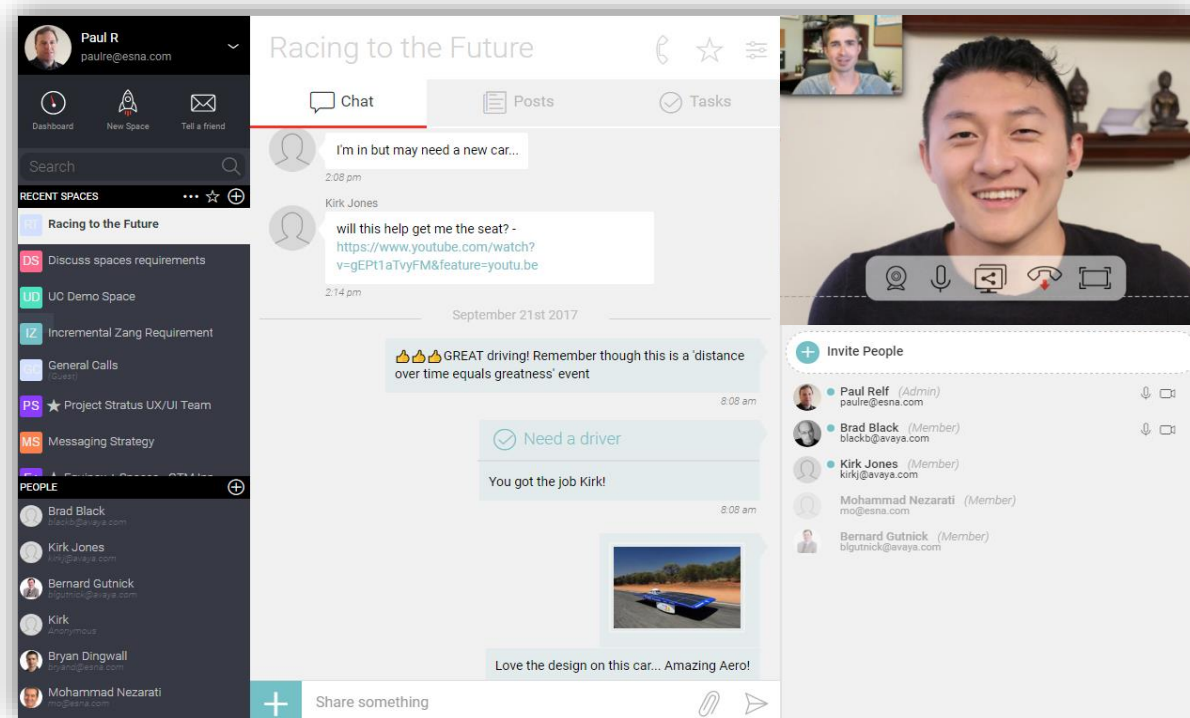 Paul R
paulre@esna.com
Dashboard
New Space
Tell a friend
Search
RECENT SPACES
Racing to the Future
DS Discuss spaces requirements
UD UC Demo Space
IZ Incremental Zang Requirement
General Calls
(Guest)
PS ★ Project Stratus UX/UI Team
MS Messaging Strategy
PEOPLE
Brad Black
blackb@avaya.com
Kirk Jones
kirkj@avaya.com
Bernard Gutnick
blgutnick@avaya.com
Kirk
Anonymous
Bryan Dingwall
bryand@esna.com
Mohammad Nezarati
mo@esna.com
Racing to the Future
Chat
Posts
Tasks
I'm in but may need a new car...
2:08 pm
Kirk Jones
will this help get me the seat? -
https://www.youtube.com/watch?
v=gEPt1aTvyFM&feature=youtu.be
2:14 pm
September 21st 2017
👍👍👍GREAT driving! Remember though this is a 'distance
over time equals greatness' event
8:08 am
Need a driver
You got the job Kirk!
8:08 am
Love the design on this car... Amazing Aero!
Share something
Invite People
Paul Relf (Admin)
paulre@esna.com
Brad Black (Member)
blackb@avaya.com
Kirk Jones (Member)
kirkj@avaya.com
Mohammad Nezarati (Member)
mo@esna.com
Bernard Gutnick (Member)
blgutnick@avaya.com